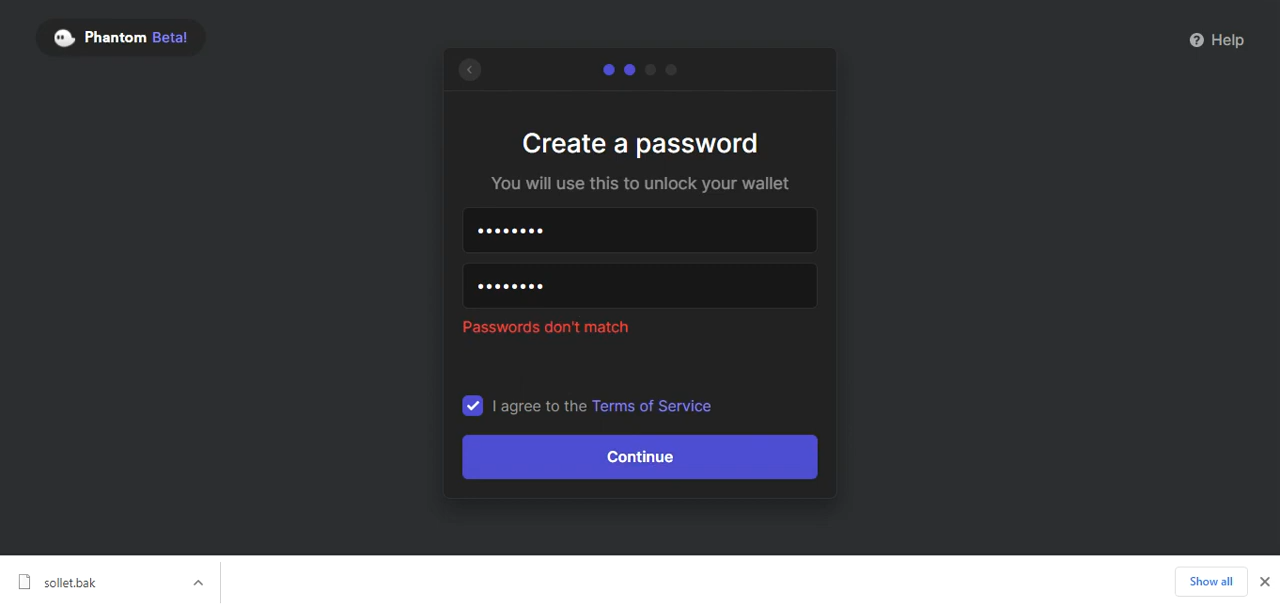 Phantom Beta!
Help
Create a password
You will use this to unlock your wallet
••••••••
••••••••
Passwords don't match
I agree to the Terms of Service
Continue
sollet.bak
Show all